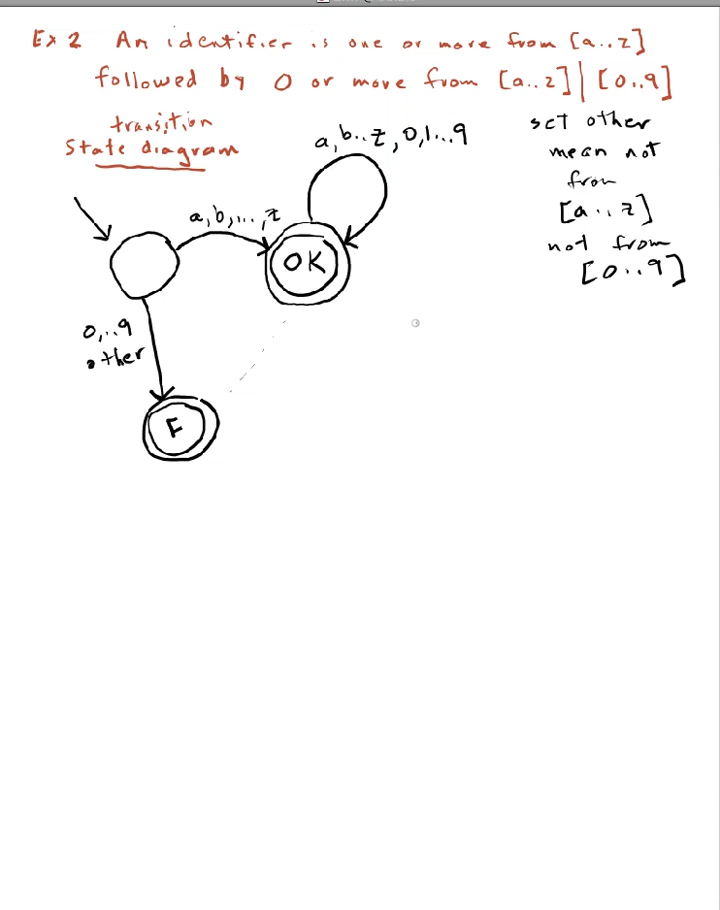 Ex 2 An identifier is one or more from [a..z]
followed by 0 or more from [a..z] | [0..9]
transition
state diagram
a,b..z,0,1...9
set other
mean not
from
[a..z]
not from
[0..9]
a,b,...,z
OK
0,..9
other
F